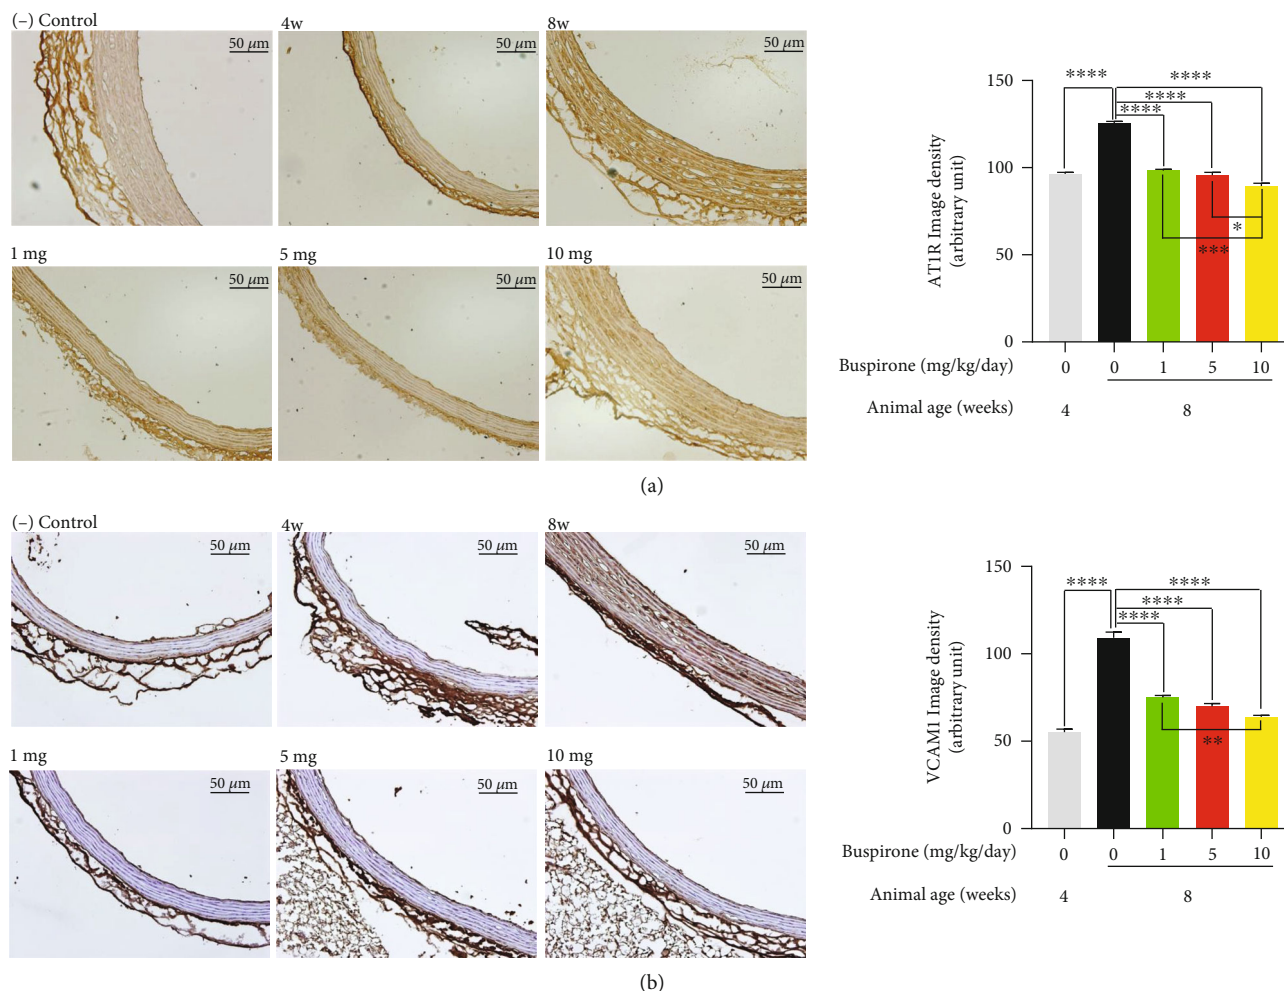 (–) Control
4w
8w
50 μm
50 μm
50 μm
1 mg
5 mg
10 mg
50 μm
50 μm
50 μm
AT1R Image density
(arbitrary unit)
150
100
50
0
****
****
****
****
*
***
Buspirone (mg/kg/day)
0 0 1 5 10
Animal age (weeks)
4 8
(a)
(–) Control
4w
8w
50 μm
50 μm
50 μm
1 mg
5 mg
10 mg
50 μm
50 μm
50 μm
VCAM1 Image density
(arbitrary unit)
150
100
50
0
****
****
****
****
**
Buspirone (mg/kg/day)
0 0 1 5 10
Animal age (weeks)
4 8
(b)